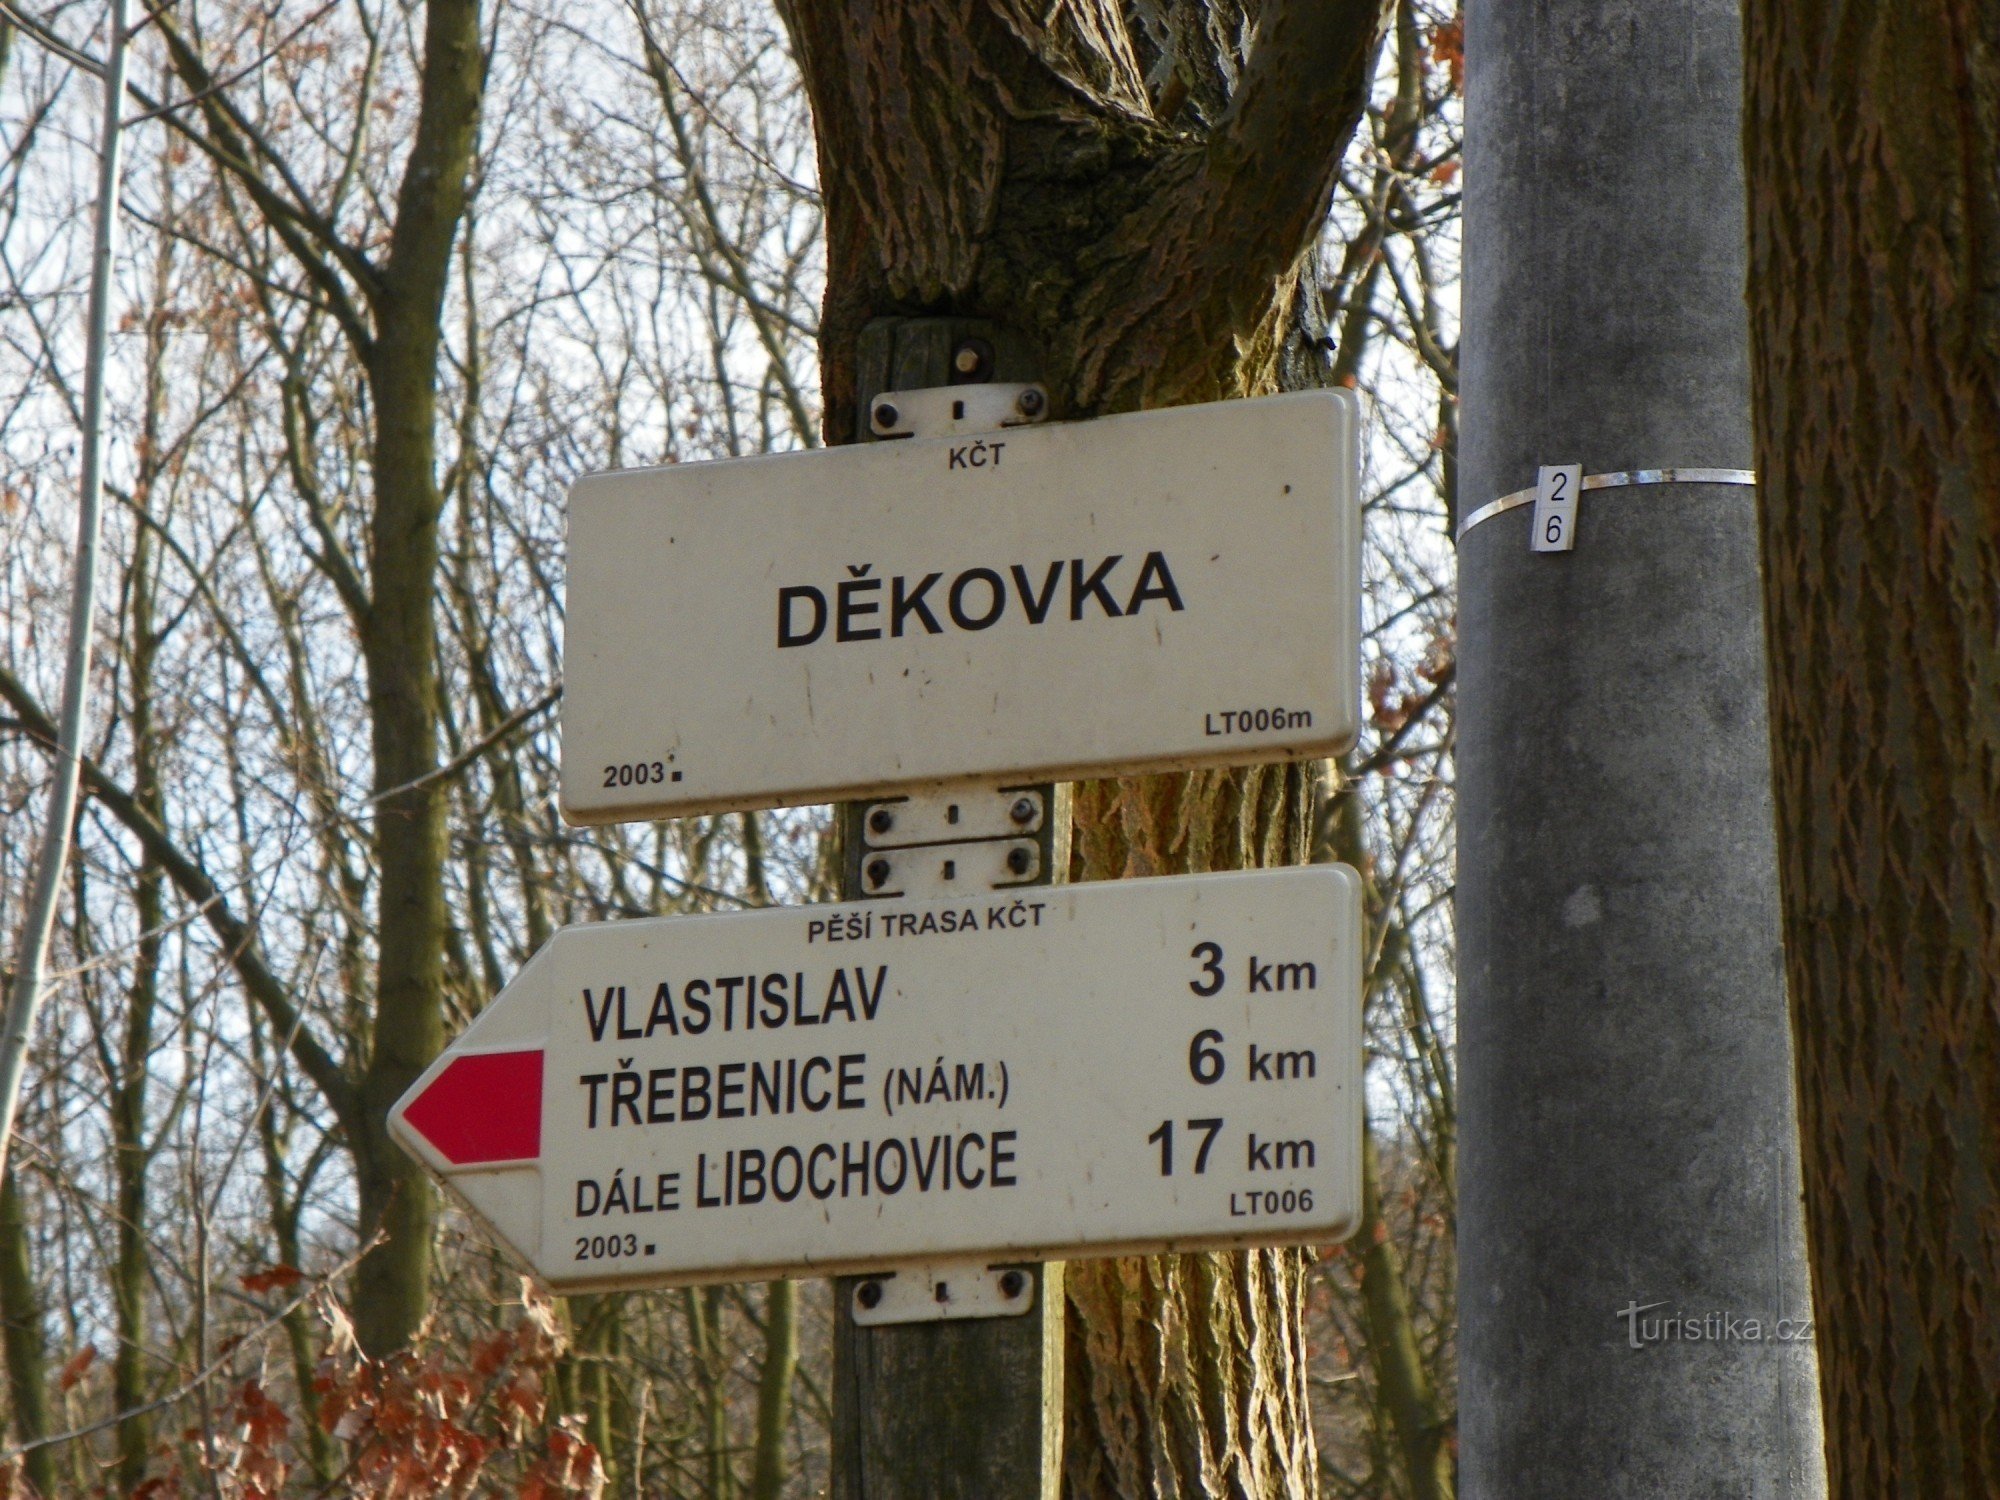 KČT
DĚKOVKA
LT006m
2003
PĚŠÍ TRASA KČT
VLASTISLAV 3 km
TŘEBENICE (NÁM.) 6 km
DÁLE LIBOCHOVICE 17 km
LT006
2003
2
6
Turistika.cz